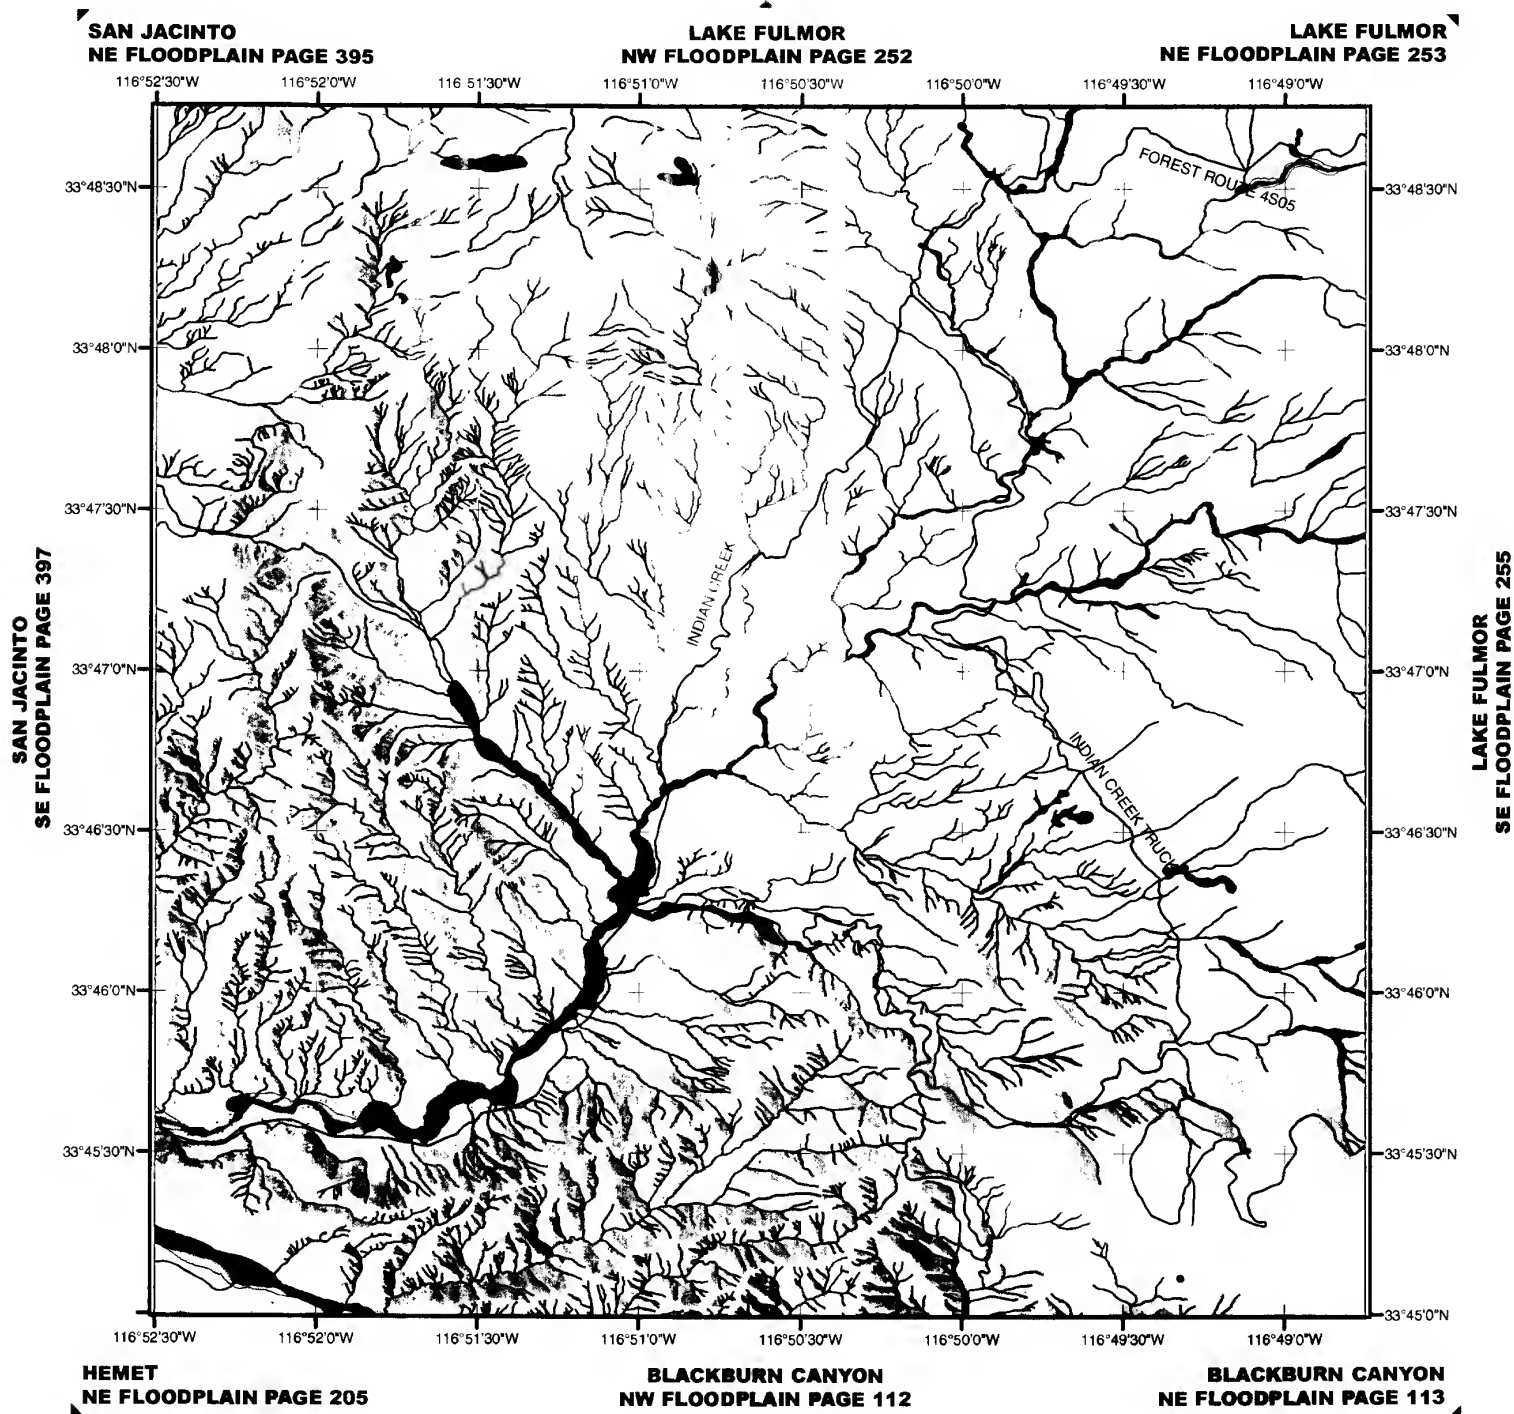 SAN JACINTO
NE FLOODPLAIN PAGE 395
LAKE FULMOR
NW FLOODPLAIN PAGE 252
LAKE FULMOR
NE FLOODPLAIN PAGE 253
116°52'30"W
116°52'0"W
116 51'30"W
116°51'0"W
116°50'30"W
116°50'0"W
116°49'30"W
116°49'0"W
FOREST ROUTE 4S05
33°48'30"N
33°48'30"N
33°48'0"N
33°48'0"N
33°47'30"N
33°47'30"N
INDIAN CREEK
SAN JACINTO
SE FLOODPLAIN PAGE 397
LAKE FULMOR
SE FLOODPLAIN PAGE 255
33°47'0"N
33°47'0"N
INDIAN CREEK TRUCK
33°46'30"N
33°46'30"N
33°46'0"N
33°46'0"N
33°45'30"N
33°45'30"N
33°45'0"N
116°52'30"W
116°52'0"W
116°51'30"W
116°51'0"W
116°50'30"W
116°50'0"W
116°49'30"W
116°49'0"W
HEMET
NE FLOODPLAIN PAGE 205
BLACKBURN CANYON
NW FLOODPLAIN PAGE 112
BLACKBURN CANYON
NE FLOODPLAIN PAGE 113